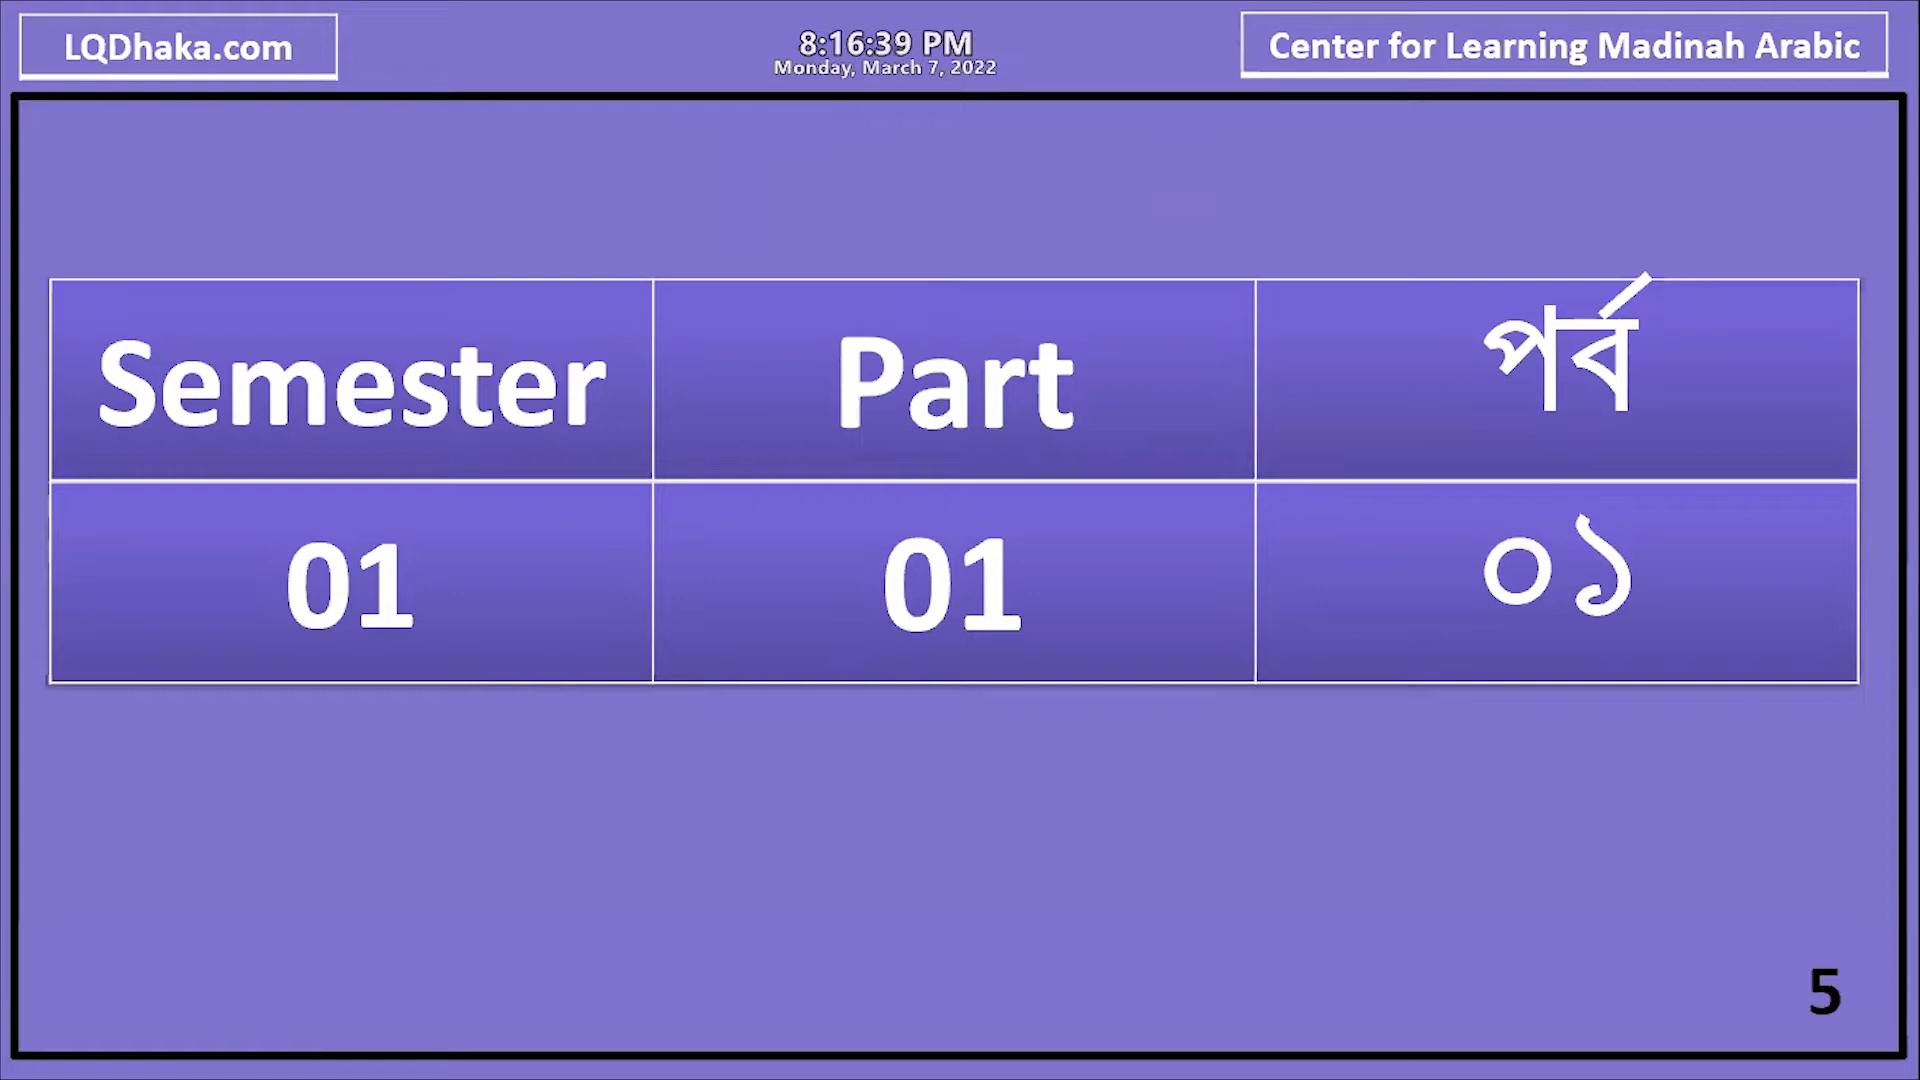 LQDhaka.com
8:16:39 PM
Monday, March 7, 2022
Center for Learning Madinah Arabic
Semester Part পর্ব
01 01 ০১
5